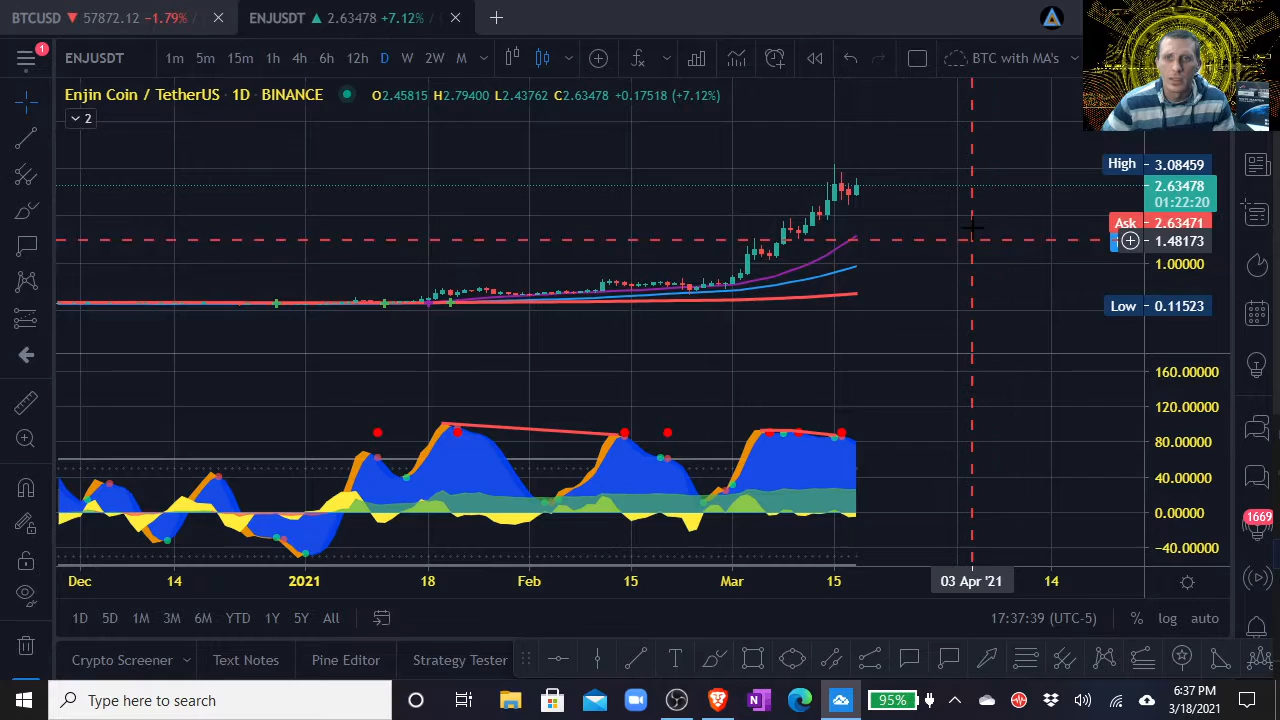 BTCUSD ▼ 57872.12 −1.79% ENJUSDT ▲ 2.63478 +7.12% /
ENJUSDT 1m 5m 15m 1h 4h 6h 12h D W 2W M BTC with MA's
1
Enjin Coin / TetherUS · 1D · BINANCE O2.45815 H2.79400 L2.43762 C2.63478 +0.17518 (+7.12%)
2
High 3.08459
2.63478
01:22:20
Ask 2.63471
1.48173
1.00000
Low 0.11523
160.00000
120.00000
80.00000
40.00000
0.00000
−40.00000
1669
Dec 14 2021 18 Feb 15 Mar 15 03 Apr '21 14
1D 5D 1M 3M 6M YTD 1Y 5Y All 17:37:39 (UTC-5) % log auto
Crypto Screener Text Notes Pine Editor Strategy Tester
Type here to search 95% 6:37 PM
3/18/2021